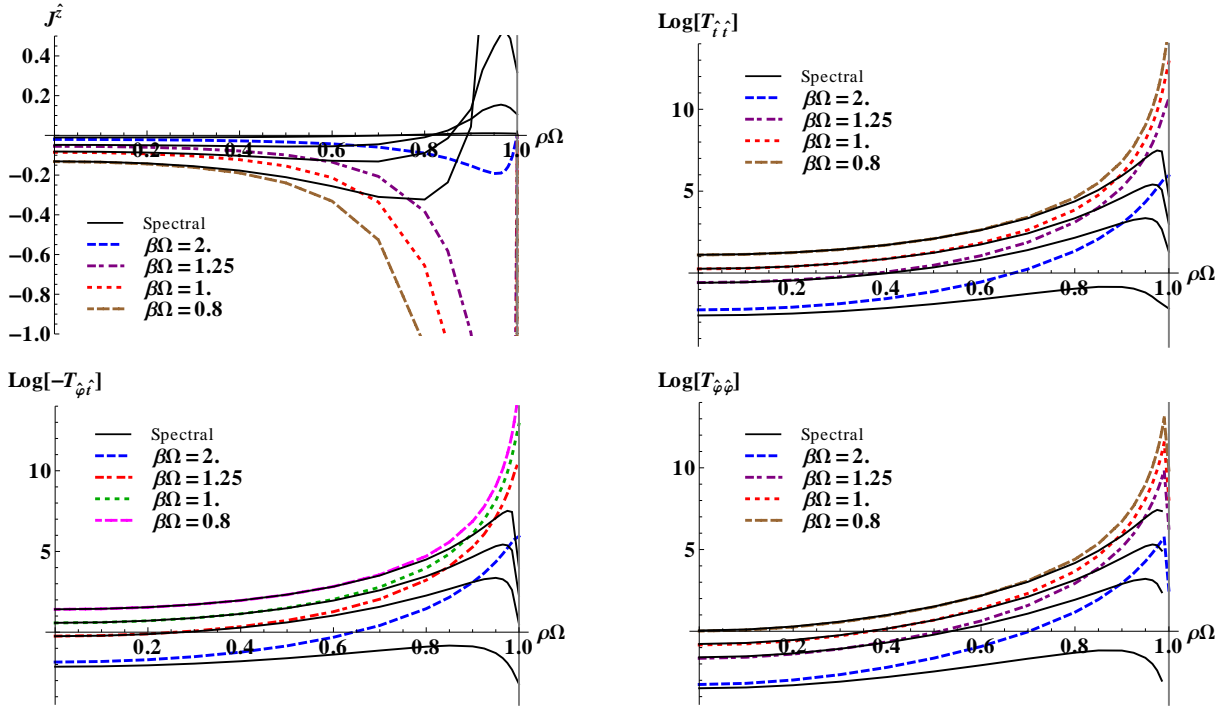 J^ẑ
0.4
0.2
0.2 0.4 0.6 0.8 1.0 ρΩ
−0.2
−0.4
−0.6
−0.8
−1.0
Spectral
βΩ = 2.
βΩ = 1.25
βΩ = 1.
βΩ = 0.8
Log[T_t̂ t̂]
10
5
0.2 0.4 0.6 0.8 1.0 ρΩ
Spectral
βΩ = 2.
βΩ = 1.25
βΩ = 1.
βΩ = 0.8
Log[−T_φ̂ t̂]
10
5
0.2 0.4 0.6 0.8 1.0 ρΩ
Spectral
βΩ = 2.
βΩ = 1.25
βΩ = 1.
βΩ = 0.8
Log[T_φ̂ φ̂]
10
5
0.2 0.4 0.6 0.8 1.0 ρΩ
Spectral
βΩ = 2.
βΩ = 1.25
βΩ = 1.
βΩ = 0.8